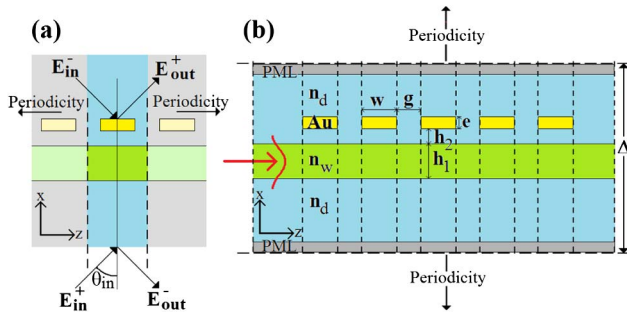 (a)
E⁻in
E⁺out
Periodicity
Periodicity
x
z
θin
E⁺in
E⁻out
(b)
Periodicity
PML
nd
w
g
Au
e
h2
nw
h1
nd
x
z
PML
Periodicity
Λ